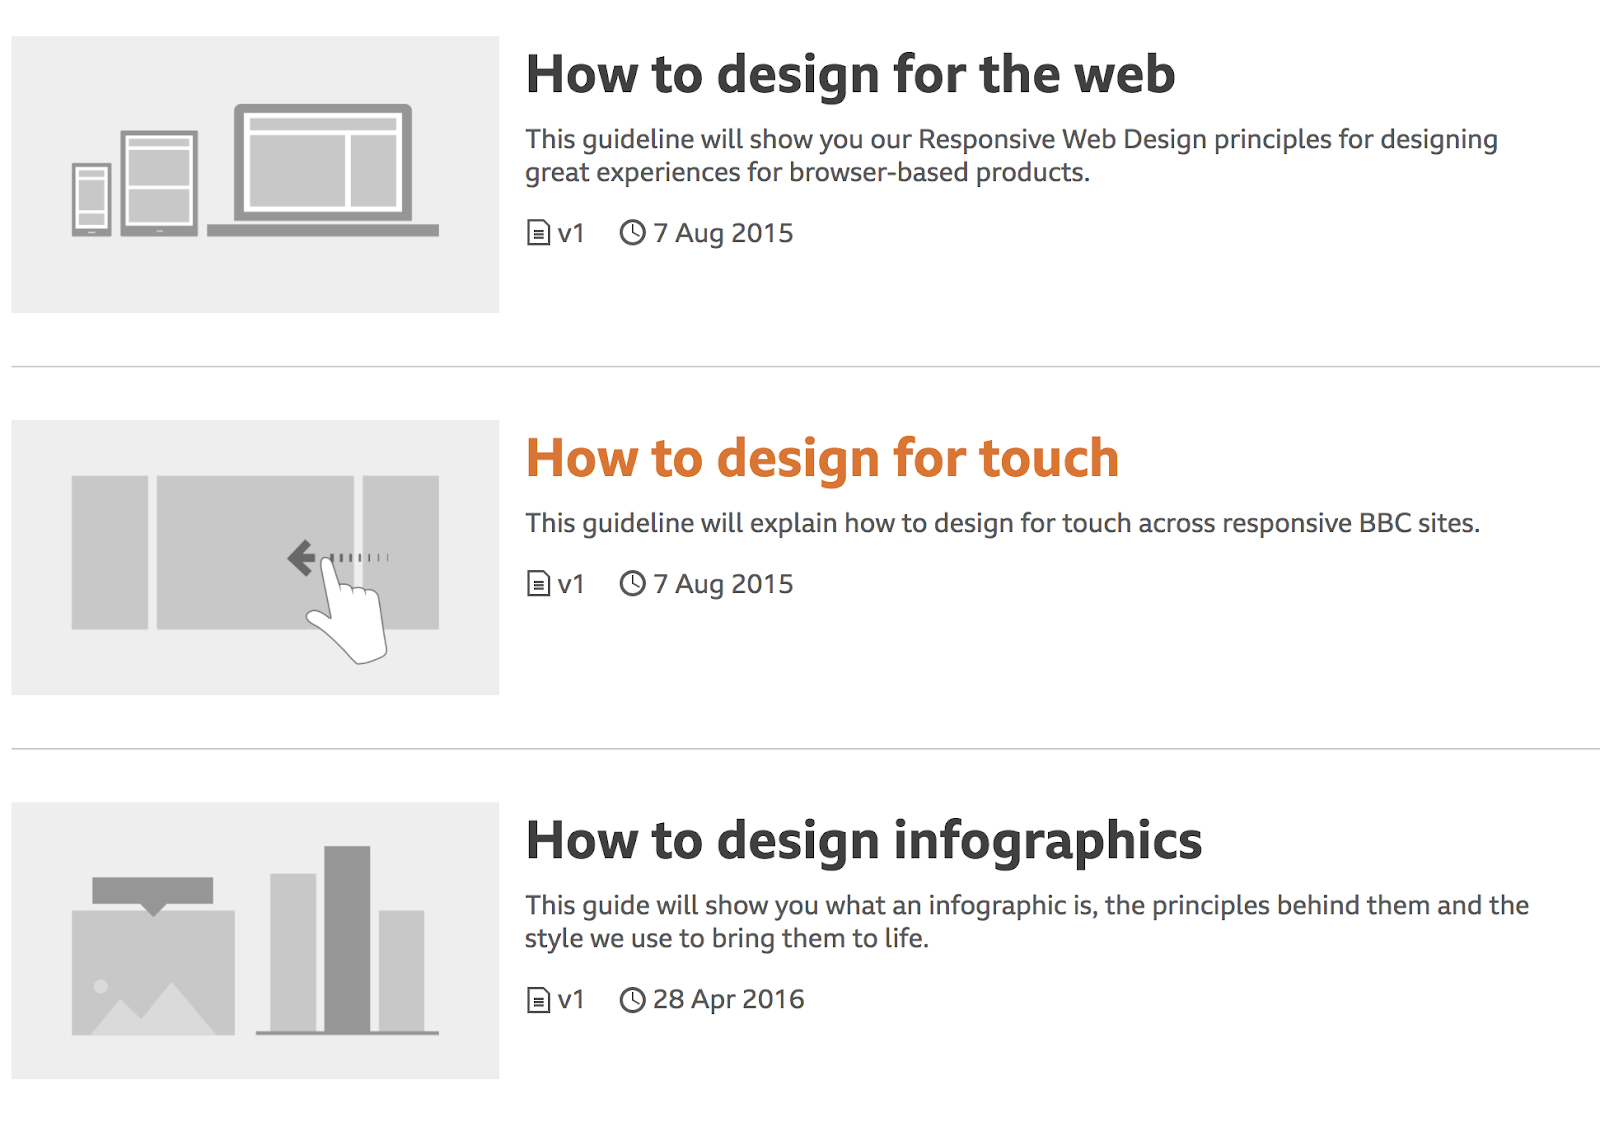 How to design for the web
This guideline will show you our Responsive Web Design principles for designing
great experiences for browser-based products.
v1 7 Aug 2015
How to design for touch
This guideline will explain how to design for touch across responsive BBC sites.
v1 7 Aug 2015
How to design infographics
This guide will show you what an infographic is, the principles behind them and the
style we use to bring them to life.
v1 28 Apr 2016